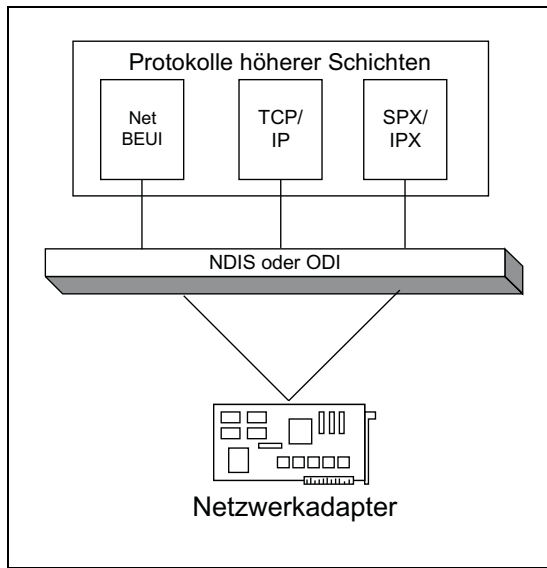 Protokolle höherer Schichten
Net
BEUI
TCP/
IP
SPX/
IPX
NDIS oder ODI
Netzwerkadapter